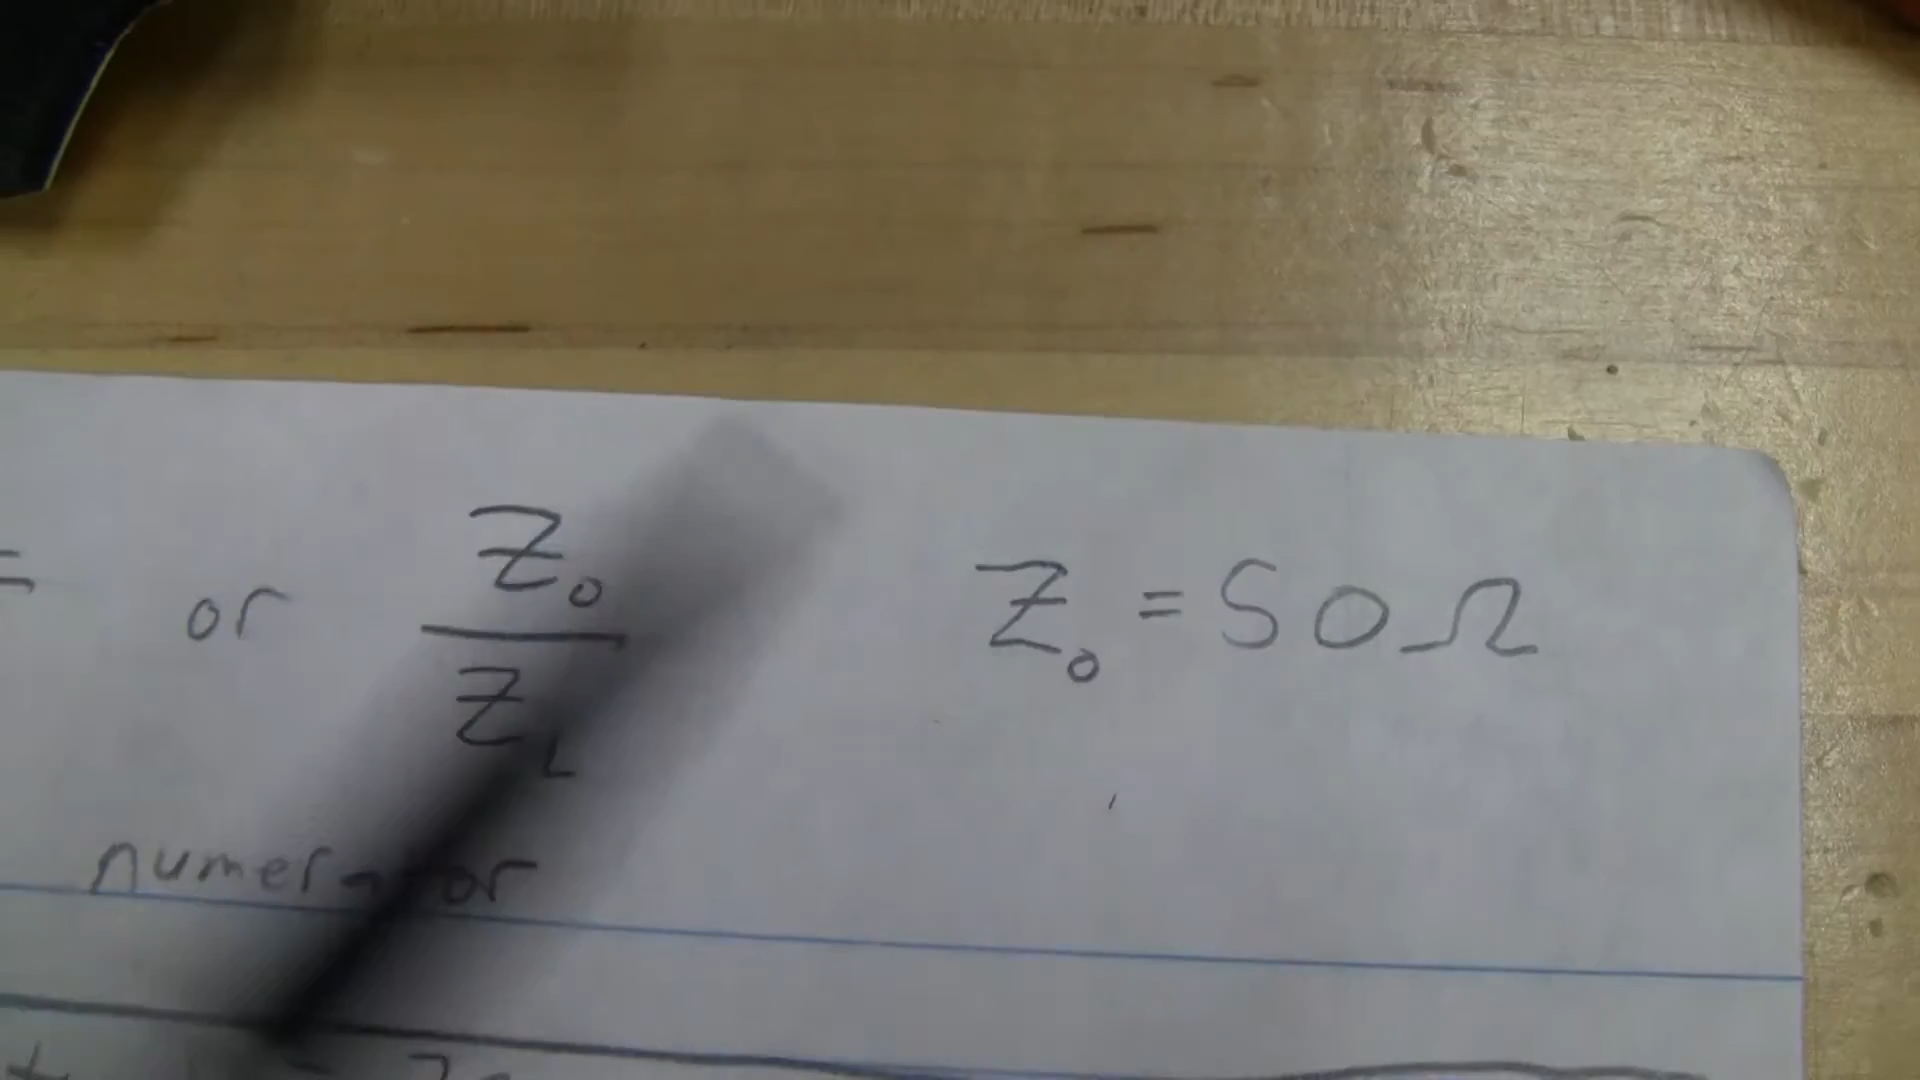 = or Z₀/Z_L Z₀ = 50Ω
numerator